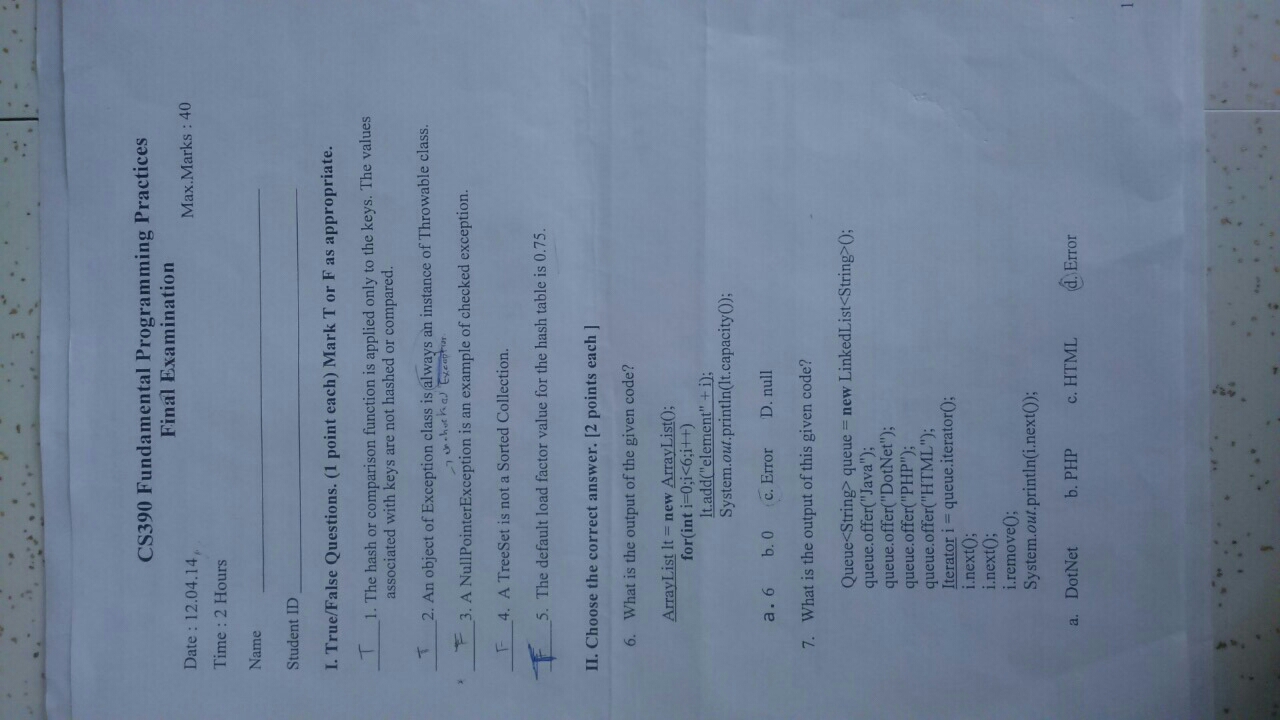 CS390 Fundamental Programming Practices
Final Examination
Date : 12.04.14
Max.Marks : 40
Time : 2 Hours
Name
Student ID
I. True/False Questions. (1 point each) Mark T or F as appropriate.
T 1. The hash or comparison function is applied only to the keys. The values
associated with keys are not hashed or compared.
T 2. An object of Exception class is always an instance of Throwable class.
→ unchecked Exception
F 3. A NullPointerException is an example of checked exception.
F 4. A TreeSet is not a Sorted Collection.
5. The default load factor value for the hash table is 0.75.
II. Choose the correct answer. [2 points each ]
6. What is the output of the given code?
ArrayList lt = new ArrayList();
for(int i=0;i<6;i++)
lt.add("element" + i);
System.out.println(lt.capacity());
a. 6 b. 0 c. Error D. null
7. What is the output of this given code?
Queue<String> queue = new LinkedList<String>();
queue.offer("Java");
queue.offer("DotNet");
queue.offer("PHP");
queue.offer("HTML");
Iterator i = queue.iterator();
i.next();
i.next();
i.remove();
System.out.println(i.next());
a. DotNet b. PHP c. HTML d. Error
1